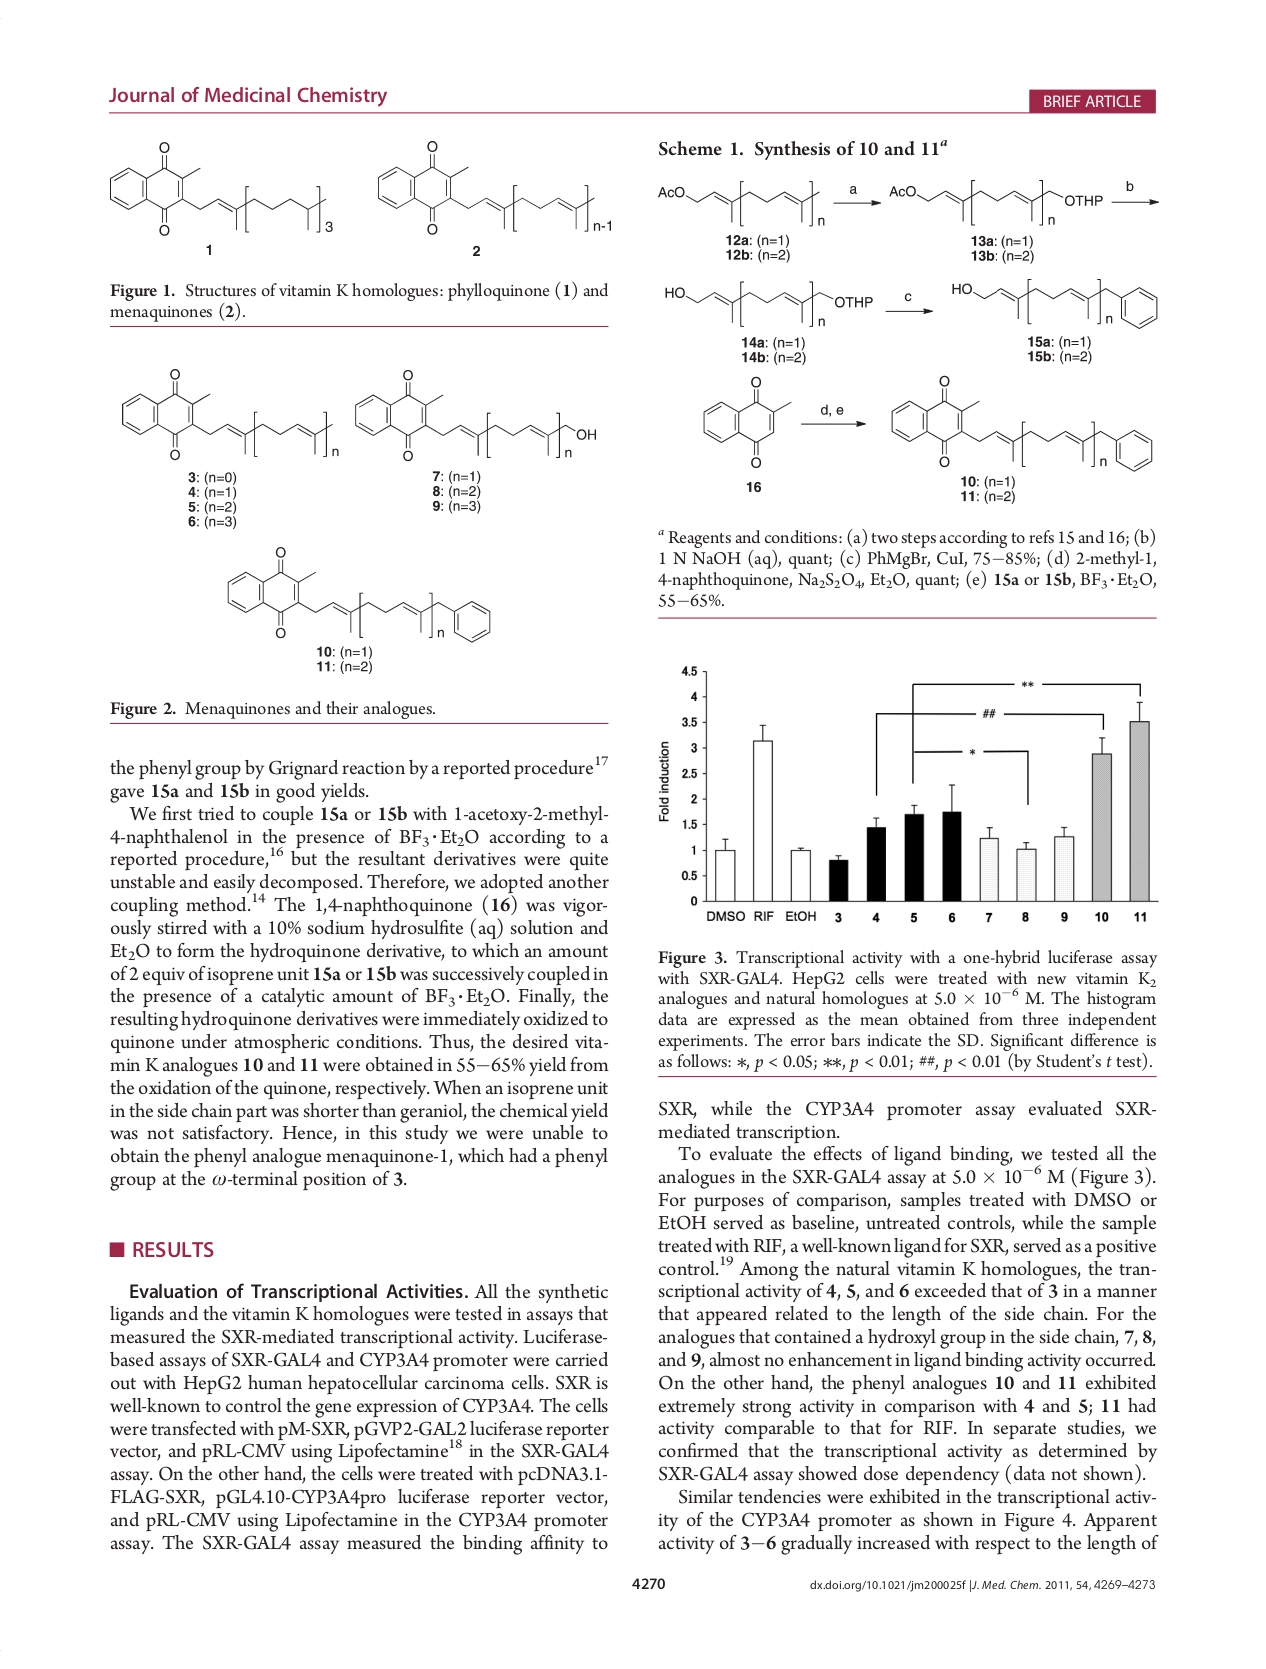 Journal of Medicinal Chemistry
BRIEF ARTICLE
O
O
3
1
O
O
n-1
2
Figure 1. Structures of vitamin K homologues: phylloquinone (1) and
menaquinones (2).
O
O
n
3: (n=0)
4: (n=1)
5: (n=2)
6: (n=3)
O
O
OH
n
7: (n=1)
8: (n=2)
9: (n=3)
O
O
n
10: (n=1)
11: (n=2)
Figure 2. Menaquinones and their analogues.
the phenyl group by Grignard reaction by a reported procedure17
gave 15a and 15b in good yields.
We first tried to couple 15a or 15b with 1-acetoxy-2-methyl-
4-naphthalenol in the presence of BF3·Et2O according to a
reported procedure,16 but the resultant derivatives were quite
unstable and easily decomposed. Therefore, we adopted another
coupling method.14 The 1,4-naphthoquinone (16) was vigor-
ously stirred with a 10% sodium hydrosulfite (aq) solution and
Et2O to form the hydroquinone derivative, to which an amount
of 2 equiv of isoprene unit 15a or 15b was successively coupled in
the presence of a catalytic amount of BF3·Et2O. Finally, the
resulting hydroquinone derivatives were immediately oxidized to
quinone under atmospheric conditions. Thus, the desired vita-
min K analogues 10 and 11 were obtained in 55−65% yield from
the oxidation of the quinone, respectively. When an isoprene unit
in the side chain part was shorter than geraniol, the chemical yield
was not satisfactory. Hence, in this study we were unable to
obtain the phenyl analogue menaquinone-1, which had a phenyl
group at the ω-terminal position of 3.
■ RESULTS
Evaluation of Transcriptional Activities. All the synthetic
ligands and the vitamin K homologues were tested in assays that
measured the SXR-mediated transcriptional activity. Luciferase-
based assays of SXR-GAL4 and CYP3A4 promoter were carried
out with HepG2 human hepatocellular carcinoma cells. SXR is
well-known to control the gene expression of CYP3A4. The cells
were transfected with pM-SXR, pGVP2-GAL2 luciferase reporter
vector, and pRL-CMV using Lipofectamine18 in the SXR-GAL4
assay. On the other hand, the cells were treated with pcDNA3.1-
FLAG-SXR, pGL4.10-CYP3A4pro luciferase reporter vector,
and pRL-CMV using Lipofectamine in the CYP3A4 promoter
assay. The SXR-GAL4 assay measured the binding affinity to
Scheme 1. Synthesis of 10 and 11a
AcO
n
12a: (n=1)
12b: (n=2)
a
AcO
OTHP
n
13a: (n=1)
13b: (n=2)
b
HO
OTHP
n
14a: (n=1)
14b: (n=2)
c
HO
n
15a: (n=1)
15b: (n=2)
O
O
16
d, e
O
O
n
10: (n=1)
11: (n=2)
a Reagents and conditions: (a) two steps according to refs 15 and 16; (b)
1 N NaOH (aq), quant; (c) PhMgBr, CuI, 75−85%; (d) 2-methyl-1,
4-naphthoquinone, Na2S2O4, Et2O, quant; (e) 15a or 15b, BF3·Et2O,
55−65%.
Fold induction
4.5
4
3.5
3
2.5
2
1.5
1
0.5
0
**
##
*
DMSO RIF EtOH 3 4 5 6 7 8 9 10 11
Figure 3. Transcriptional activity with a one-hybrid luciferase assay
with SXR-GAL4. HepG2 cells were treated with new vitamin K2
analogues and natural homologues at 5.0 × 10−6 M. The histogram
data are expressed as the mean obtained from three independent
experiments. The error bars indicate the SD. Significant difference is
as follows: *, p < 0.05; **, p < 0.01; ##, p < 0.01 (by Student's t test).
SXR, while the CYP3A4 promoter assay evaluated SXR-
mediated transcription.
To evaluate the effects of ligand binding, we tested all the
analogues in the SXR-GAL4 assay at 5.0 × 10−6 M (Figure 3).
For purposes of comparison, samples treated with DMSO or
EtOH served as baseline, untreated controls, while the sample
treated with RIF, a well-known ligand for SXR, served as a positive
control.19 Among the natural vitamin K homologues, the tran-
scriptional activity of 4, 5, and 6 exceeded that of 3 in a manner
that appeared related to the length of the side chain. For the
analogues that contained a hydroxyl group in the side chain, 7, 8,
and 9, almost no enhancement in ligand binding activity occurred.
On the other hand, the phenyl analogues 10 and 11 exhibited
extremely strong activity in comparison with 4 and 5; 11 had
activity comparable to that for RIF. In separate studies, we
confirmed that the transcriptional activity as determined by
SXR-GAL4 assay showed dose dependency (data not shown).
Similar tendencies were exhibited in the transcriptional activ-
ity of the CYP3A4 promoter as shown in Figure 4. Apparent
activity of 3−6 gradually increased with respect to the length of
4270
dx.doi.org/10.1021/jm200025f |J. Med. Chem. 2011, 54, 4269–4273